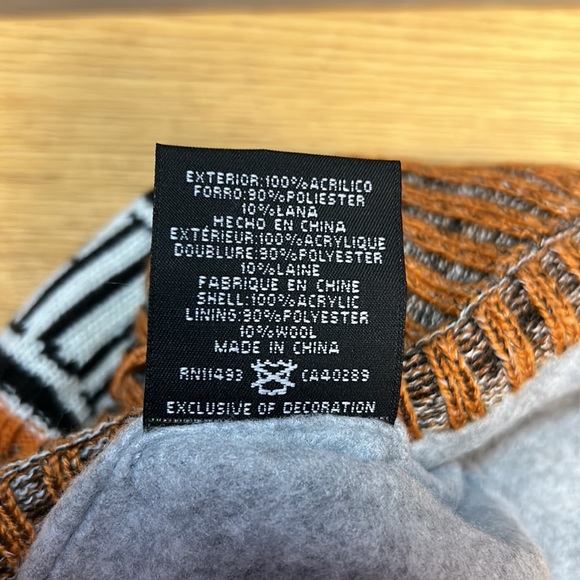 EXTERIOR:100%ACRILICO
FORRO:90%POLIESTER
10%LANA
HECHO EN CHINA
EXTÉRIEUR:100%ACRYLIQUE
DOUBLURE:90%POLYESTER
10%LAINE
FABRIQUE EN CHINE
SHELL:100%ACRYLIC
LINING:90%POLYESTER
10%WOOL
MADE IN CHINA
RN11493 CA40289
EXCLUSIVE OF DECORATION